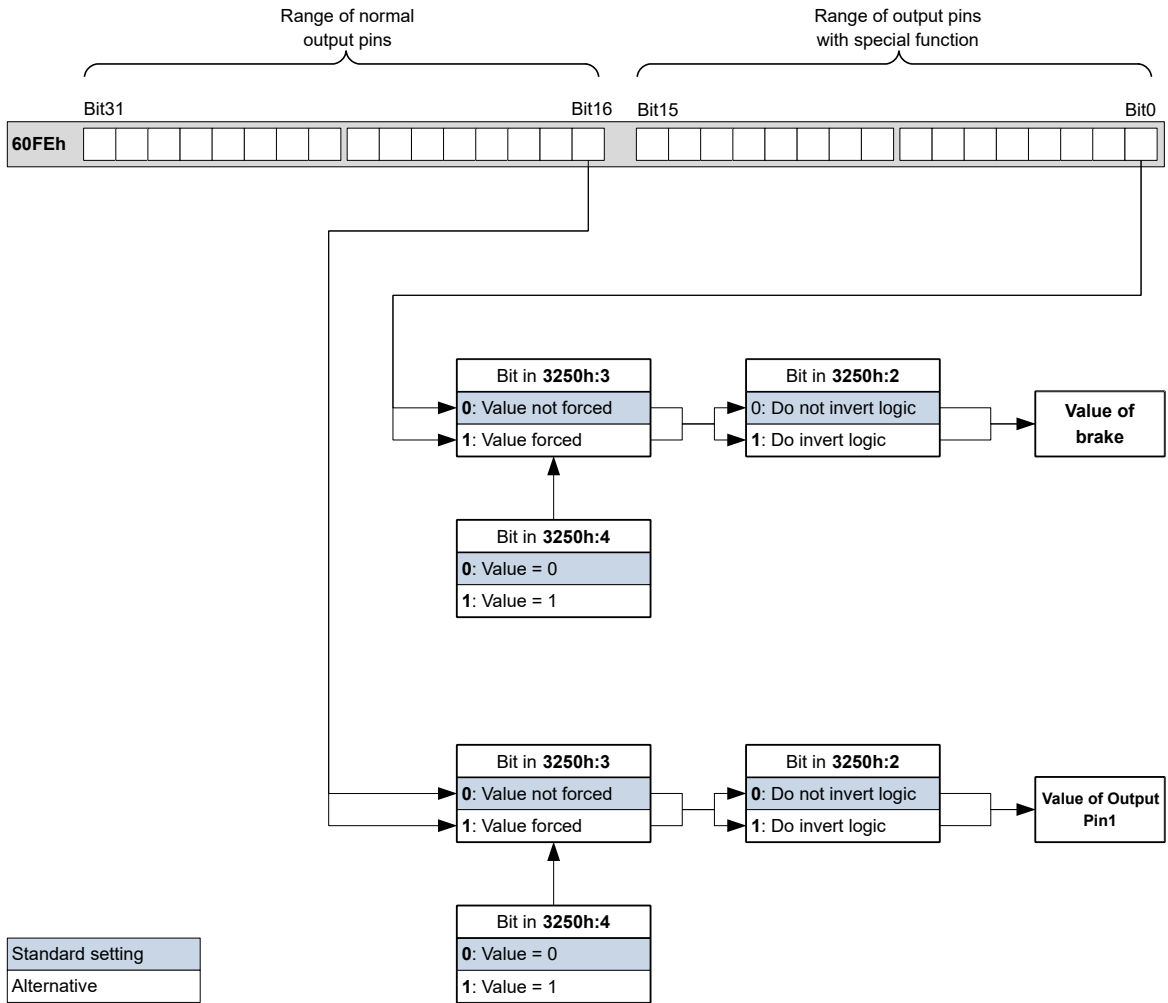 Range of normal
output pins
Range of output pins
with special function
Bit31
Bit16
Bit15
Bit0
60FEh
Bit in 3250h:3
0: Value not forced
1: Value forced
Bit in 3250h:2
0: Do not invert logic
1: Do invert logic
Value of
brake
Bit in 3250h:4
0: Value = 0
1: Value = 1
Bit in 3250h:3
0: Value not forced
1: Value forced
Bit in 3250h:2
0: Do not invert logic
1: Do invert logic
Value of Output
Pin1
Bit in 3250h:4
0: Value = 0
1: Value = 1
Standard setting
Alternative